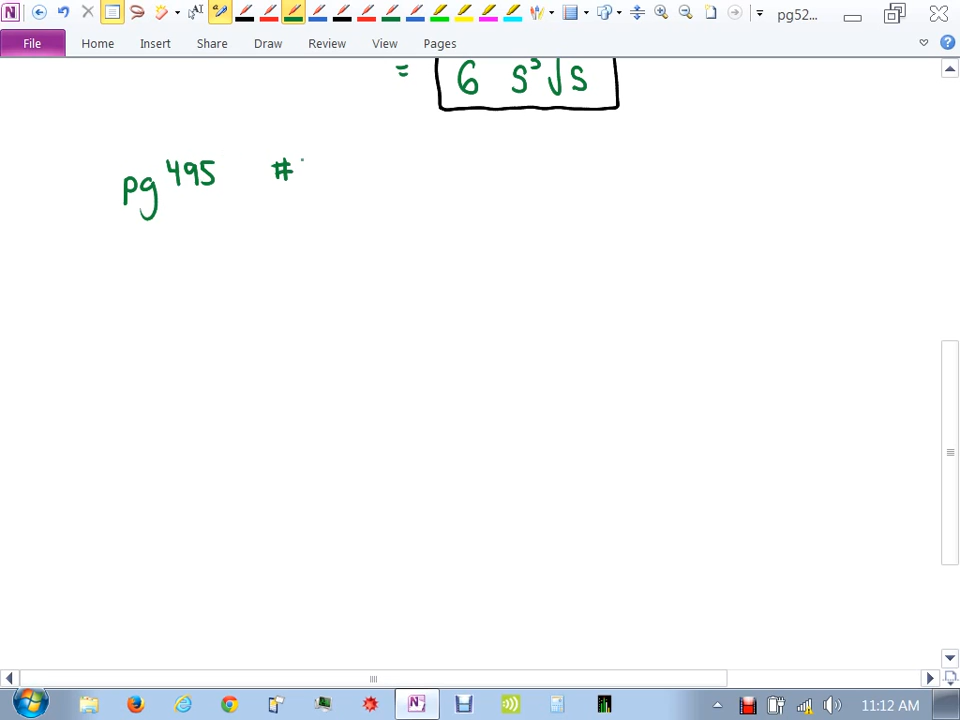 pg52...
File Home Insert Share Draw Review View Pages
= 6 s³√s
pg 495 #
11:12 AM